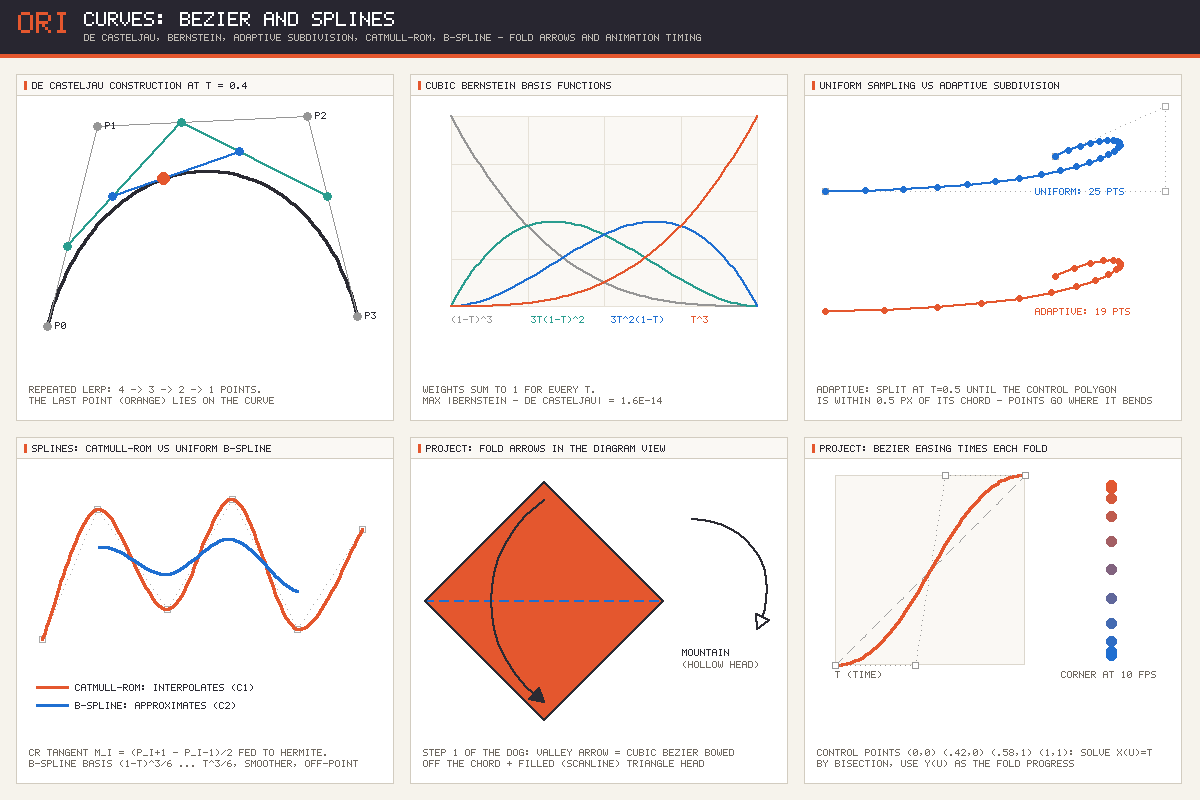 ORI
CURVES: BEZIER AND SPLINES
DE CASTELJAU, BERNSTEIN, ADAPTIVE SUBDIVISION, CATMULL-ROM, B-SPLINE - FOLD ARROWS AND ANIMATION TIMING
DE CASTELJAU CONSTRUCTION AT T = 0.4
P1
P2
P0
P3
REPEATED LERP: 4 -> 3 -> 2 -> 1 POINTS.
THE LAST POINT (ORANGE) LIES ON THE CURVE
CUBIC BERNSTEIN BASIS FUNCTIONS
(1-T)^3
3T(1-T)^2
3T^2(1-T)
T^3
WEIGHTS SUM TO 1 FOR EVERY T.
MAX |BERNSTEIN - DE CASTELJAU| = 1.6E-14
UNIFORM SAMPLING VS ADAPTIVE SUBDIVISION
UNIFORM: 25 PTS
ADAPTIVE: 19 PTS
ADAPTIVE: SPLIT AT T=0.5 UNTIL THE CONTROL POLYGON
IS WITHIN 0.5 PX OF ITS CHORD - POINTS GO WHERE IT BENDS
SPLINES: CATMULL-ROM VS UNIFORM B-SPLINE
CATMULL-ROM: INTERPOLATES (C1)
B-SPLINE: APPROXIMATES (C2)
CR TANGENT M_I = (P_I+1 - P_I-1)/2 FED TO HERMITE.
B-SPLINE BASIS (1-T)^3/6 ... T^3/6, SMOOTHER, OFF-POINT
PROJECT: FOLD ARROWS IN THE DIAGRAM VIEW
MOUNTAIN
(HOLLOW HEAD)
STEP 1 OF THE DOG: VALLEY ARROW = CUBIC BEZIER BOWED
OFF THE CHORD + FILLED (SCANLINE) TRIANGLE HEAD
PROJECT: BEZIER EASING TIMES EACH FOLD
T (TIME)
CORNER AT 10 FPS
CONTROL POINTS (0,0) (.42,0) (.58,1) (1,1): SOLVE X(U)=T
BY BISECTION, USE Y(U) AS THE FOLD PROGRESS